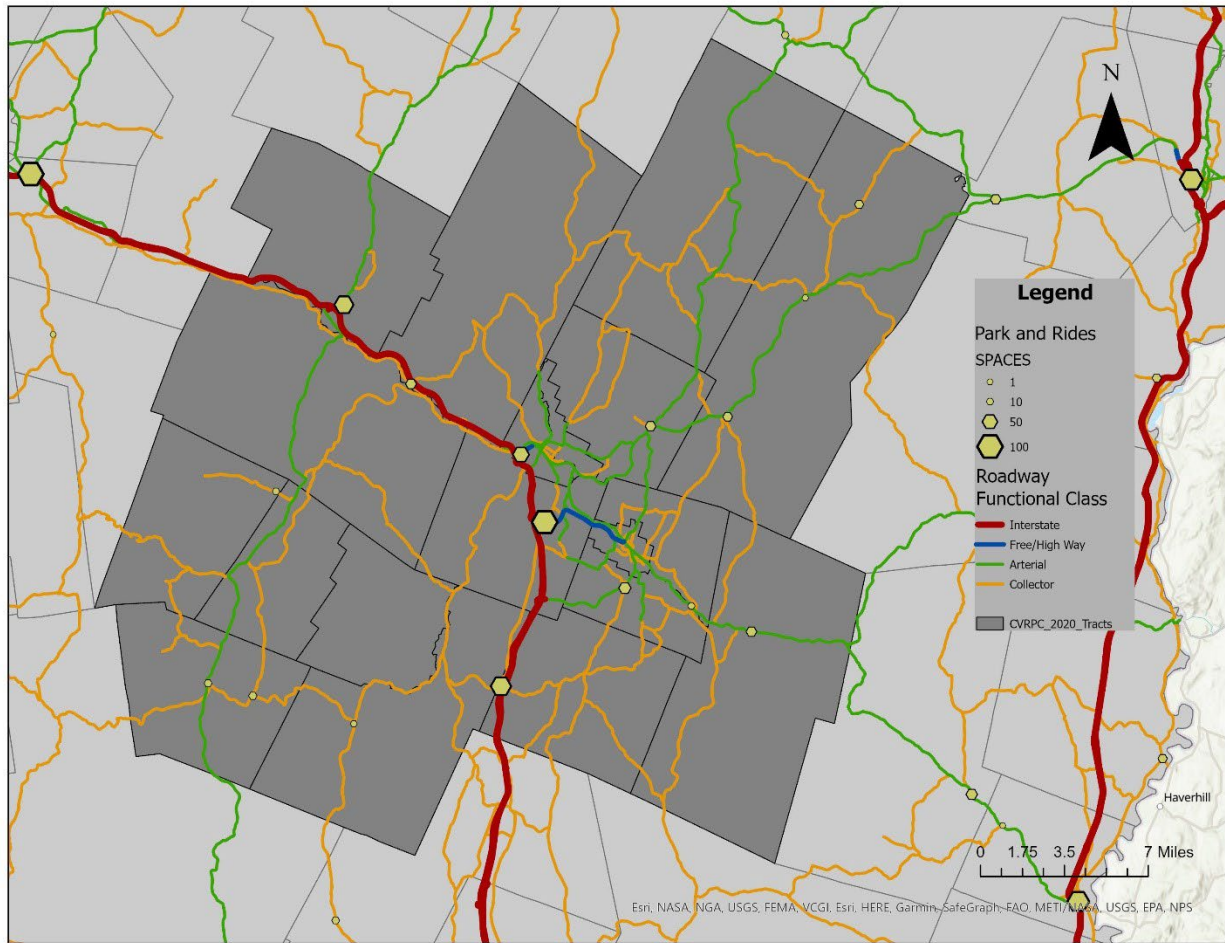 N
Legend
Park and Rides
SPACES
1
10
50
100
Roadway
Functional Class
Interstate
Free/High Way
Arterial
Collector
CVRPC_2020_Tracts
Haverhill
0 1.75 3.5 7 Miles
Esri, NASA, NGA, USGS, FEMA, VCGI, Esri, HERE, Garmin, SafeGraph, FAO, METI/NASA, USGS, EPA, NPS